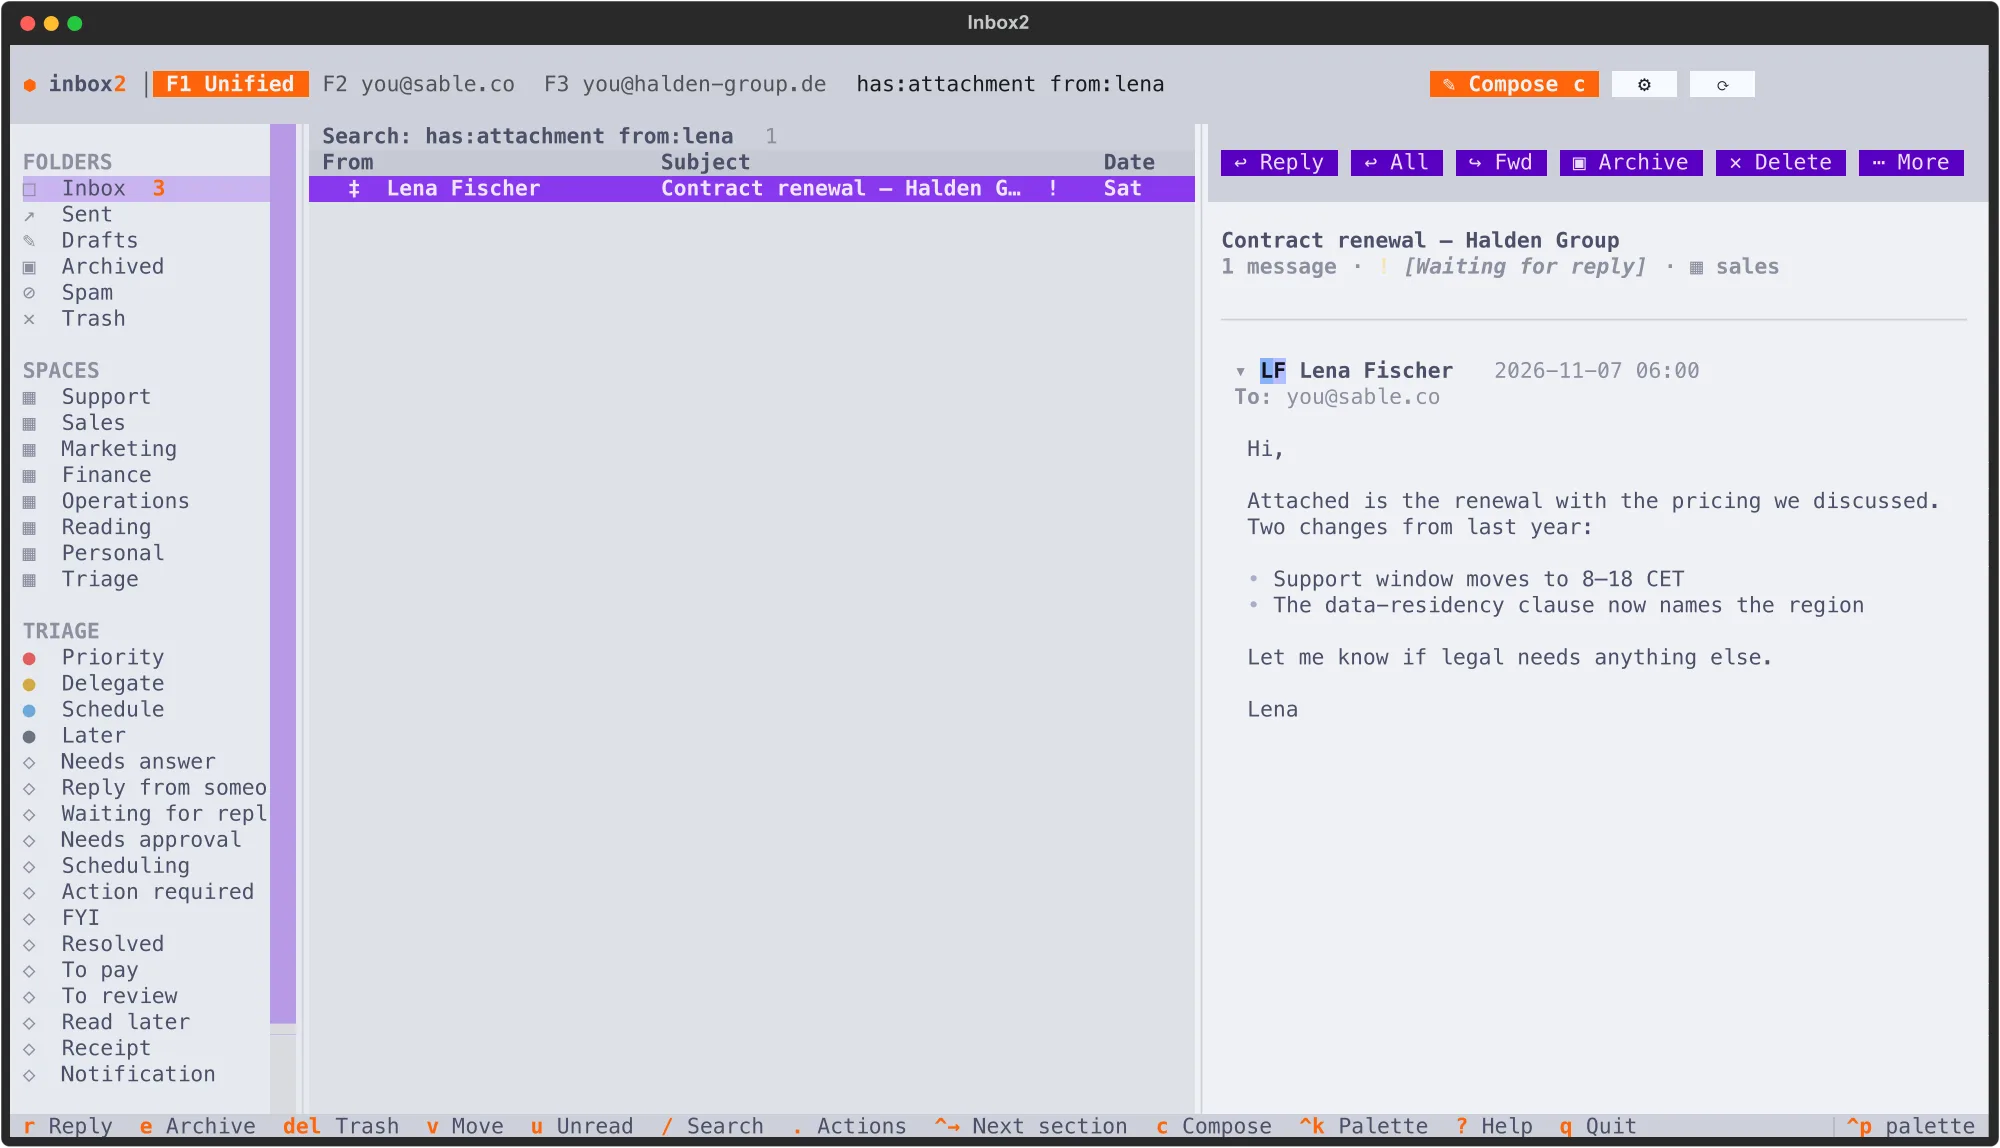 Inbox2
inbox2 F1 Unified F2 you@sable.co F3 you@halden-group.de has:attachment from:lena ✎ Compose c ⚙ ⟳
FOLDERS
□ Inbox 3
↗ Sent
✎ Drafts
▣ Archived
⊘ Spam
× Trash
SPACES
▦ Support
▦ Sales
▦ Marketing
▦ Finance
▦ Operations
▦ Reading
▦ Personal
▦ Triage
TRIAGE
● Priority
● Delegate
● Schedule
● Later
◇ Needs answer
◇ Reply from someo
◇ Waiting for repl
◇ Needs approval
◇ Scheduling
◇ Action required
◇ FYI
◇ Resolved
◇ To pay
◇ To review
◇ Read later
◇ Receipt
◇ Notification
Search: has:attachment from:lena 1
From Subject Date
‡ Lena Fischer Contract renewal — Halden G… ! Sat
↩ Reply ↩ All ↪ Fwd ▣ Archive × Delete ⋯ More
Contract renewal — Halden Group
1 message · ! [Waiting for reply] · ▦ sales
▾ LF Lena Fischer 2026-11-07 06:00
To: you@sable.co
Hi,
Attached is the renewal with the pricing we discussed.
Two changes from last year:
• Support window moves to 8–18 CET
• The data-residency clause now names the region
Let me know if legal needs anything else.
Lena
r Reply e Archive del Trash v Move u Unread / Search . Actions ^→ Next section c Compose ^k Palette ? Help q Quit ^p palette